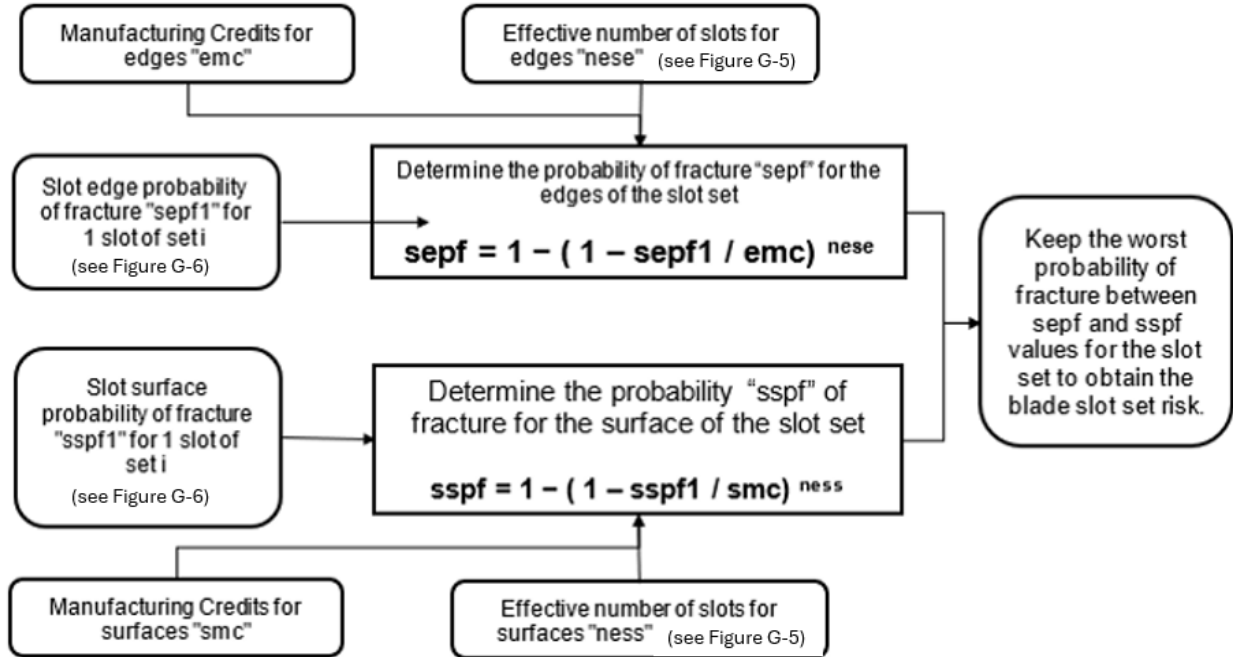 Manufacturing Credits for
edges "emc"
Effective number of slots for
edges "nese" (see Figure G-5)
Slot edge probability
of fracture "sepf1" for
1 slot of set i
(see Figure G-6)
Determine the probability of fracture “sepf” for the
edges of the slot set
sepf = 1 – ( 1 – sepf1 / emc) nese
Keep the worst
probability of
fracture between
sepf and sspf
values for the slot
set to obtain the
blade slot set risk.
Slot surface
probability of fracture
"sspf1" for 1 slot of
set i
(see Figure G-6)
Determine the probability “sspf” of
fracture for the surface of the slot set
sspf = 1 – ( 1 – sspf1 / smc) ness
Manufacturing Credits for
surfaces "smc"
Effective number of slots for
surfaces "ness" (see Figure G-5)